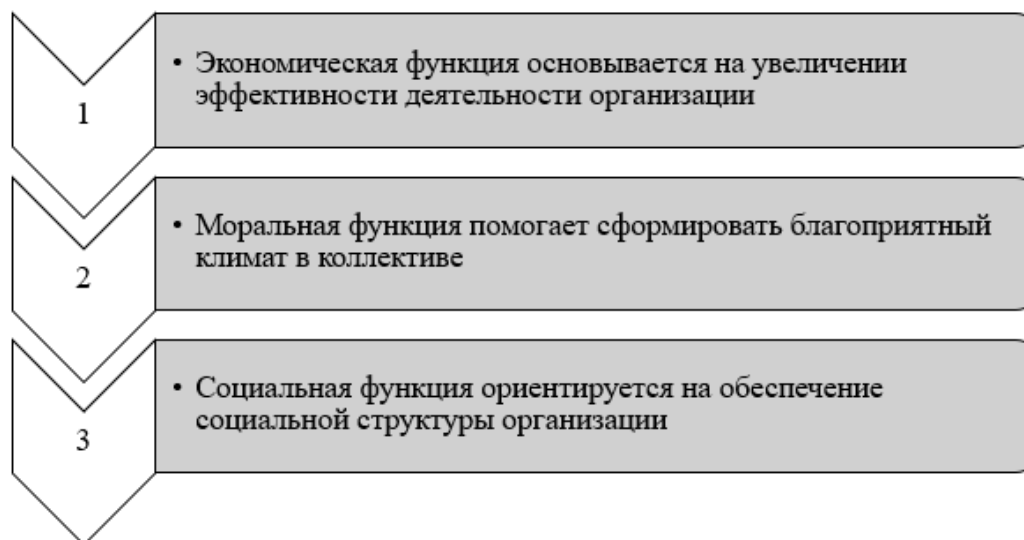 1
• Экономическая функция основывается на увеличении
эффективности деятельности организации
2
• Моральная функция помогает сформировать благоприятный
климат в коллективе
3
• Социальная функция ориентируется на обеспечение
социальной структуры организации